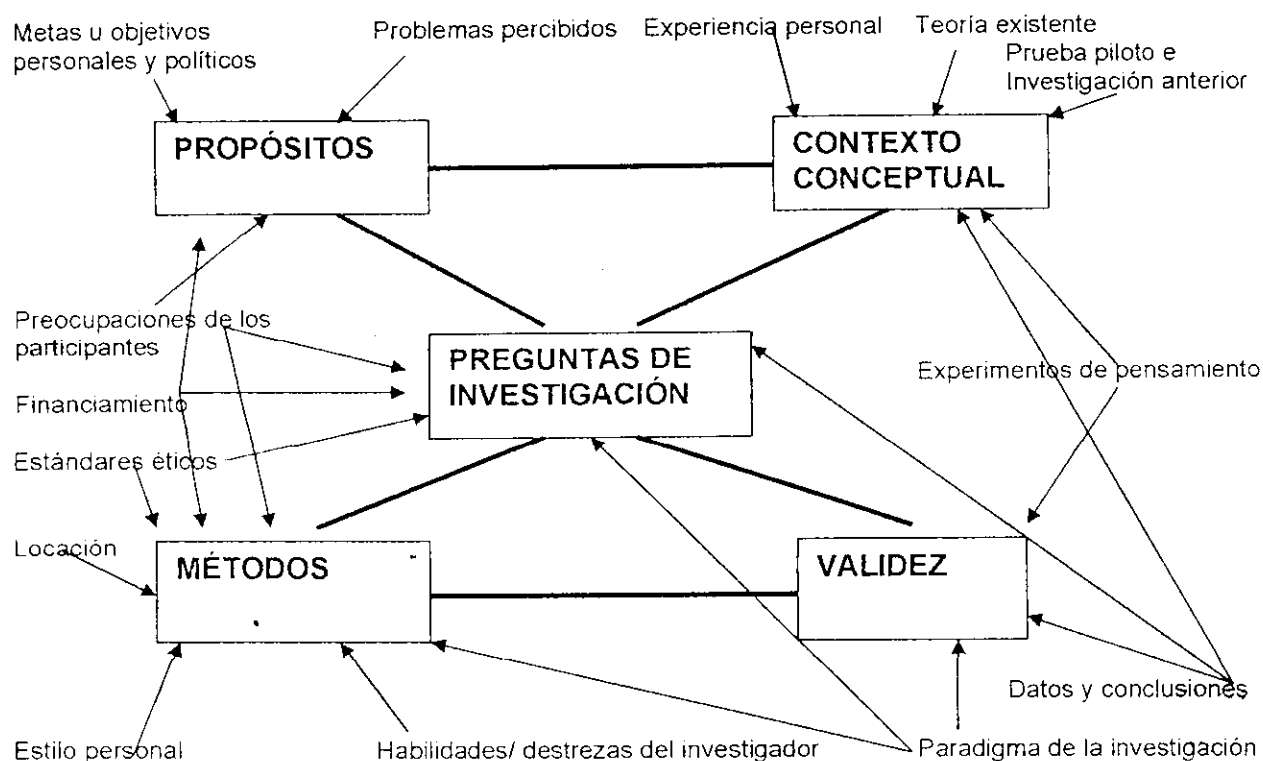 Metas u objetivos
personales y políticos
Problemas percibidos
Experiencia personal
Teoría existente
Prueba piloto e
Investigación anterior
PROPÓSITOS
CONTEXTO
CONCEPTUAL
Preocupaciones de los
participantes
PREGUNTAS DE
INVESTIGACIÓN
Experimentos de pensamiento
Financiamiento
Estándares éticos
Locación
MÉTODOS
VALIDEZ
Datos y conclusiones
Estilo personal
Habilidades/ destrezas del investigador
Paradigma de la investigación